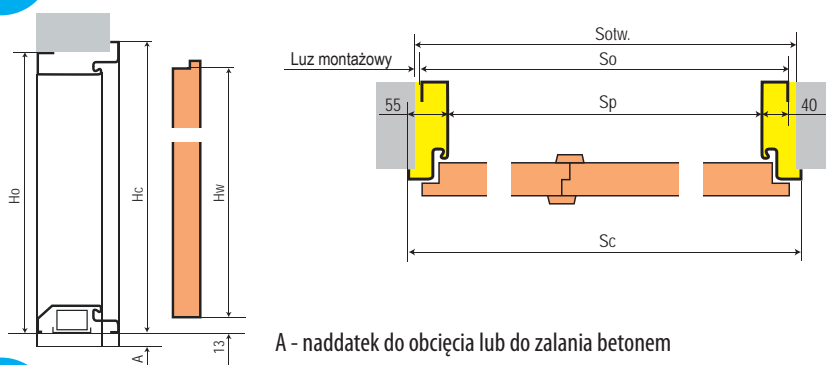 Sotw.
Luz montażowy
So
55
Sp
40
Ho
Hc
Hw
Sc
A
13
A - naddatek do obcięcia lub do zalania betonem